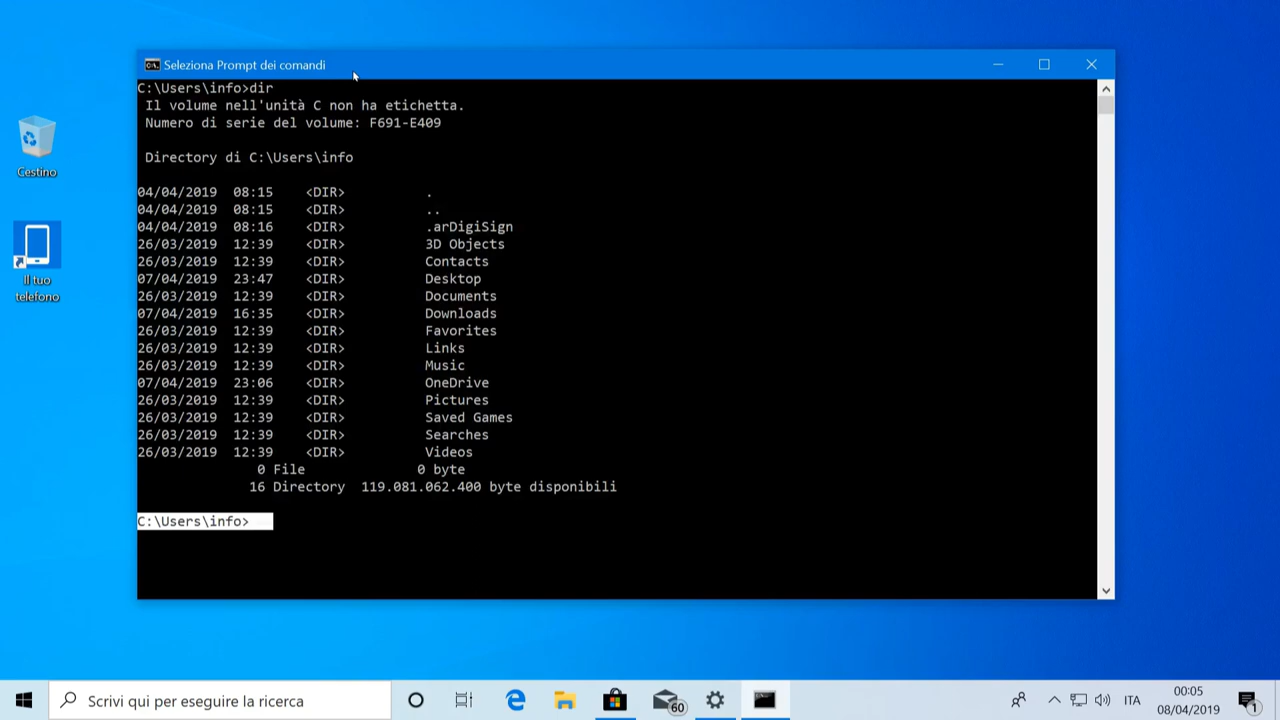 Seleziona Prompt dei comandi
C:\Users\info>dir
Il volume nell'unità C non ha etichetta.
Numero di serie del volume: F691-E409
Directory di C:\Users\info
04/04/2019  08:15    <DIR>          .
04/04/2019  08:15    <DIR>          ..
04/04/2019  08:16    <DIR>          .arDigiSign
26/03/2019  12:39    <DIR>          3D Objects
26/03/2019  12:39    <DIR>          Contacts
07/04/2019  23:47    <DIR>          Desktop
26/03/2019  12:39    <DIR>          Documents
07/04/2019  16:35    <DIR>          Downloads
26/03/2019  12:39    <DIR>          Favorites
26/03/2019  12:39    <DIR>          Links
26/03/2019  12:39    <DIR>          Music
07/04/2019  23:06    <DIR>          OneDrive
26/03/2019  12:39    <DIR>          Pictures
26/03/2019  12:39    <DIR>          Saved Games
26/03/2019  12:39    <DIR>          Searches
26/03/2019  12:39    <DIR>          Videos
0 File              0 byte
16 Directory  119.081.062.400 byte disponibili
C:\Users\info>
Cestino
Il tuo
telefono
Scrivi qui per eseguire la ricerca
60
ITA
00:05
08/04/2019
1